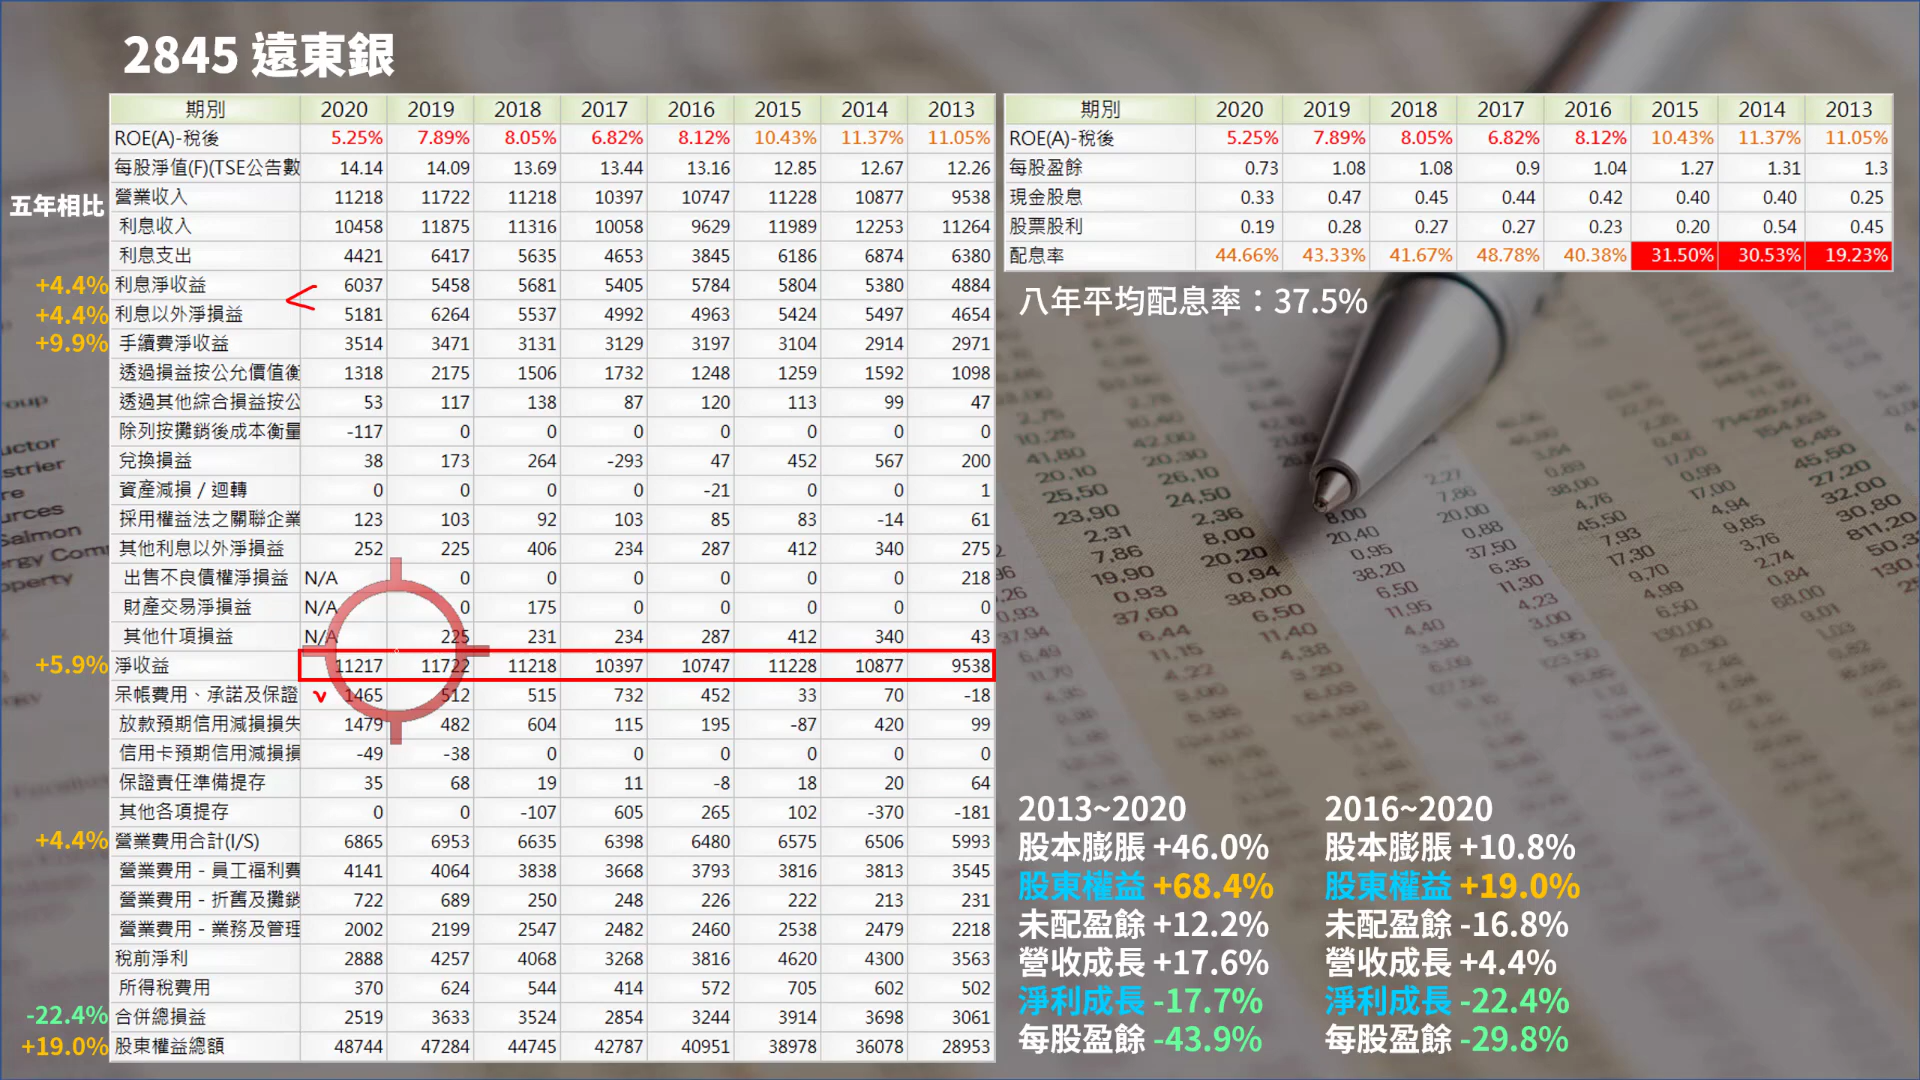 2845 遠東銀
五年相比
期別 2020 2019 2018 2017 2016 2015 2014 2013
ROE(A)-稅後 5.25% 7.89% 8.05% 6.82% 8.12% 10.43% 11.37% 11.05%
每股淨值(F)(TSE公告數 14.14 14.09 13.69 13.44 13.16 12.85 12.67 12.26
營業收入 11218 11722 11218 10397 10747 11228 10877 9538
利息收入 10458 11875 11316 10058 9629 11989 12253 11264
利息支出 4421 6417 5635 4653 3845 6186 6874 6380
+4.4% 利息淨收益 6037 5458 5681 5405 5784 5804 5380 4884
+4.4% 利息以外淨損益 5181 6264 5537 4992 4963 5424 5497 4654
+9.9% 手續費淨收益 3514 3471 3131 3129 3197 3104 2914 2971
透過損益按公允價值衡 1318 2175 1506 1732 1248 1259 1592 1098
透過其他綜合損益按公 53 117 138 87 120 113 99 47
除列按攤銷後成本衡量 -117 0 0 0 0 0 0 0
兌換損益 38 173 264 -293 47 452 567 200
資產減損 / 迴轉 0 0 0 0 -21 0 0 1
採用權益法之關聯企業 123 103 92 103 85 83 -14 61
其他利息以外淨損益 252 225 406 234 287 412 340 275
出售不良債權淨損益 N/A 0 0 0 0 0 0 218
財產交易淨損益 N/A 0 175 0 0 0 0 0
其他什項損益 N/A 225 231 234 287 412 340 43
+5.9% 淨收益 11217 11722 11218 10397 10747 11228 10877 9538
呆帳費用、承諾及保證 1465 512 515 732 452 33 70 -18
放款預期信用減損損失 1479 482 604 115 195 -87 420 99
信用卡預期信用減損損 -49 -38 0 0 0 0 0 0
保證責任準備提存 35 68 19 11 -8 18 20 64
其他各項提存 0 0 -107 605 265 102 -370 -181
+4.4% 營業費用合計(I/S) 6865 6953 6635 6398 6480 6575 6506 5993
營業費用－員工福利費 4141 4064 3838 3668 3793 3816 3813 3545
營業費用－折舊及攤銷 722 689 250 248 226 222 213 231
營業費用－業務及管理 2002 2199 2547 2482 2460 2538 2479 2218
稅前淨利 2888 4257 4068 3268 3816 4620 4300 3563
所得稅費用 370 624 544 414 572 705 602 502
-22.4% 合併總損益 2519 3633 3524 2854 3244 3914 3698 3061
+19.0% 股東權益總額 48744 47284 44745 42787 40951 38978 36078 28953
期別 2020 2019 2018 2017 2016 2015 2014 2013
ROE(A)-稅後 5.25% 7.89% 8.05% 6.82% 8.12% 10.43% 11.37% 11.05%
每股盈餘 0.73 1.08 1.08 0.9 1.04 1.27 1.31 1.3
現金股息 0.33 0.47 0.45 0.44 0.42 0.40 0.40 0.25
股票股利 0.19 0.28 0.27 0.27 0.23 0.20 0.54 0.45
配息率 44.66% 43.33% 41.67% 48.78% 40.38% 31.50% 30.53% 19.23%
八年平均配息率：37.5%
2013~2020
股本膨脹 +46.0%
股東權益 +68.4%
未配盈餘 +12.2%
營收成長 +17.6%
淨利成長 -17.7%
每股盈餘 -43.9%
2016~2020
股本膨脹 +10.8%
股東權益 +19.0%
未配盈餘 -16.8%
營收成長 +4.4%
淨利成長 -22.4%
每股盈餘 -29.8%